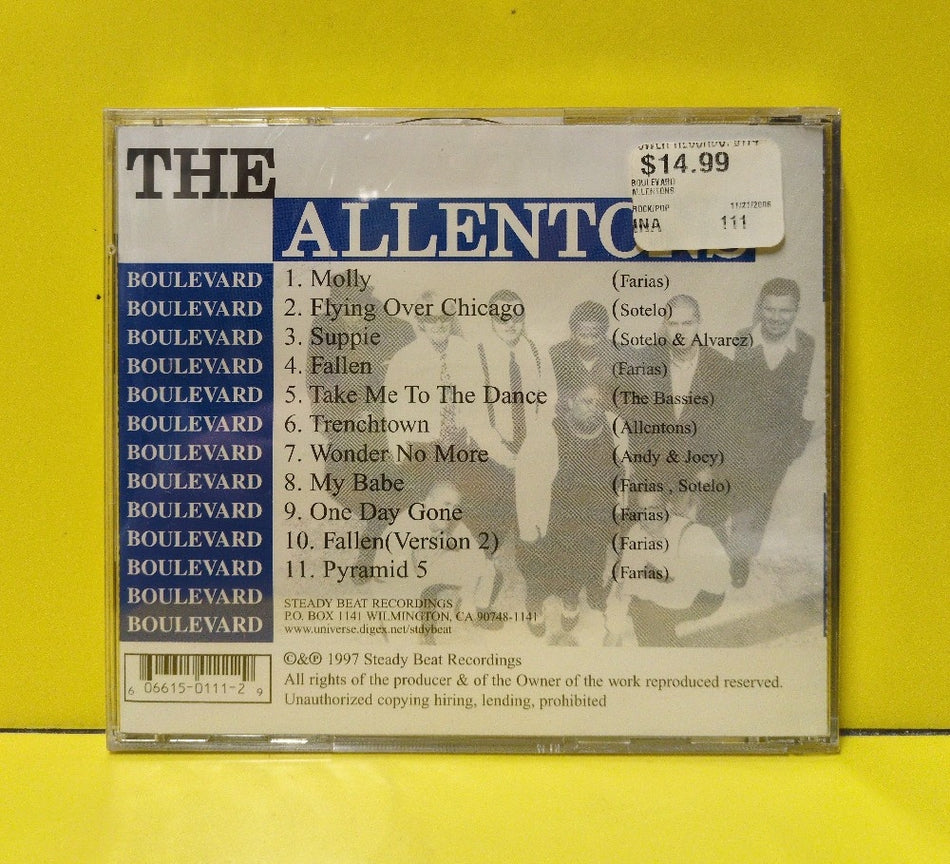 THE
ALLENTONS
$14.99
BOULEVARD
ALLENTONS
ROCK/POP 11/21/2006
111
BOULEVARD
BOULEVARD
BOULEVARD
BOULEVARD
BOULEVARD
BOULEVARD
BOULEVARD
BOULEVARD
BOULEVARD
BOULEVARD
BOULEVARD
BOULEVARD
BOULEVARD
1. Molly (Farias)
2. Flying Over Chicago (Sotelo)
3. Suppie (Sotelo & Alvarez)
4. Fallen (Farias)
5. Take Me To The Dance (The Bassies)
6. Trenchtown (Allentons)
7. Wonder No More (Andy & Joey)
8. My Babe (Farias , Sotelo)
9. One Day Gone (Farias)
10. Fallen(Version 2) (Farias)
11. Pyramid 5 (Farias)
STEADY BEAT RECORDINGS
P.O. BOX 1141 WILMINGTON, CA 90748-1141
www.universe.digex.net/stdybeat
6 06615-0111-2 9
©&℗ 1997 Steady Beat Recordings
All rights of the producer & of the Owner of the work reproduced reserved.
Unauthorized copying hiring, lending, prohibited